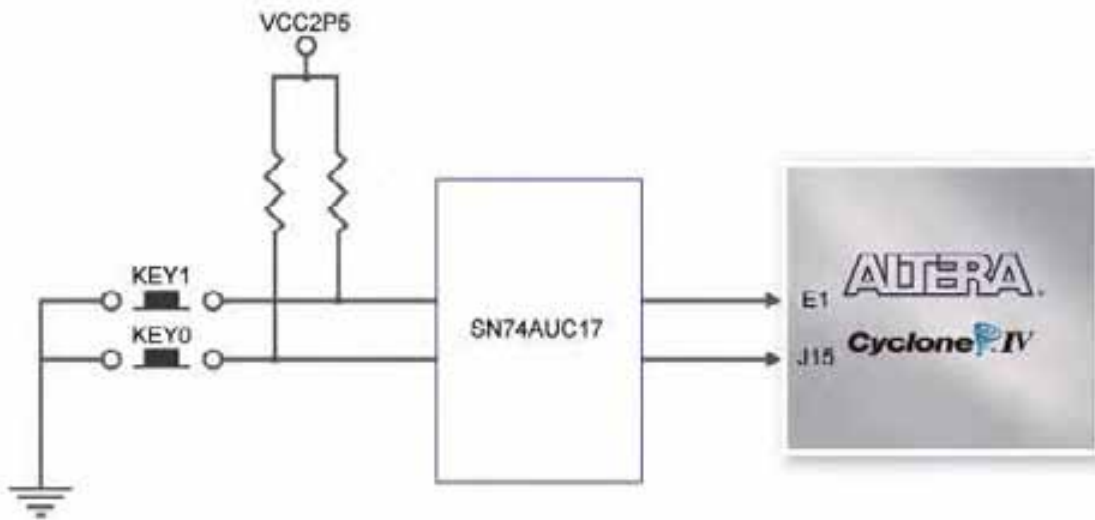 VCC2P5
KEY1
KEY0
SN74AUC17
E1
J15
ALTERA.
Cyclone IV